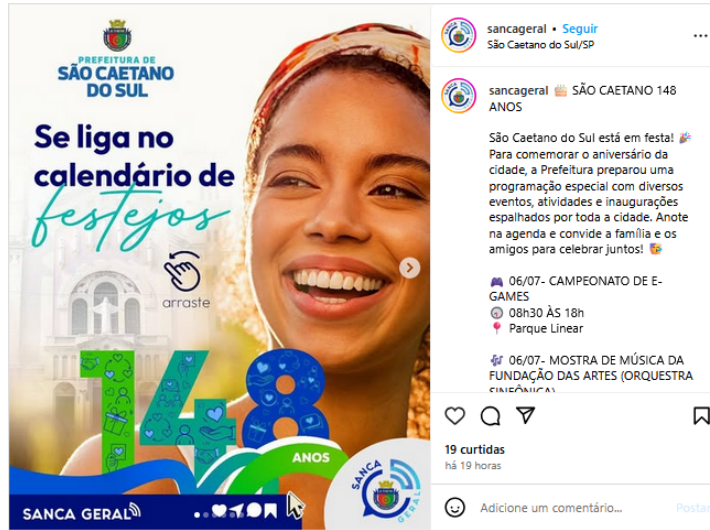 PREFEITURA DE
SÃO CAETANO
DO SUL
Se liga no
calendário de
festejos
arraste
148
ANOS
SANCA GERAL
SANCA
GERAL
sancageral • Seguir
São Caetano do Sul/SP
sancageral 🎂 SÃO CAETANO 148
ANOS
São Caetano do Sul está em festa! 🎉
Para comemorar o aniversário da
cidade, a Prefeitura preparou uma
programação especial com diversos
eventos, atividades e inaugurações
espalhados por toda a cidade. Anote
na agenda e convide a família e os
amigos para celebrar juntos! 🥳
🎮 06/07- CAMPEONATO DE E-
GAMES
🕘 08h30 ÀS 18h
📍 Parque Linear
🎶 06/07- MOSTRA DE MÚSICA DA
FUNDAÇÃO DAS ARTES (ORQUESTRA
SINFÔNICA)
19 curtidas
há 19 horas
Adicione um comentário...
Postar